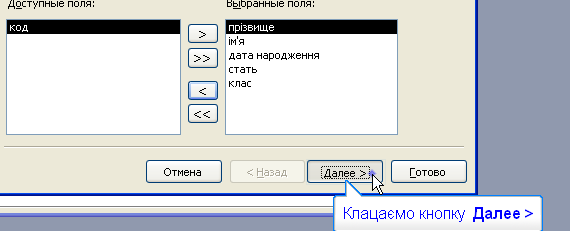 Доступные поля: Выбранные поля:
код > прізвище
ім'я
>> дата народження
стать
< клас
<<
Отмена < Назад Далее > Готово
Клацаємо кнопку Далее >